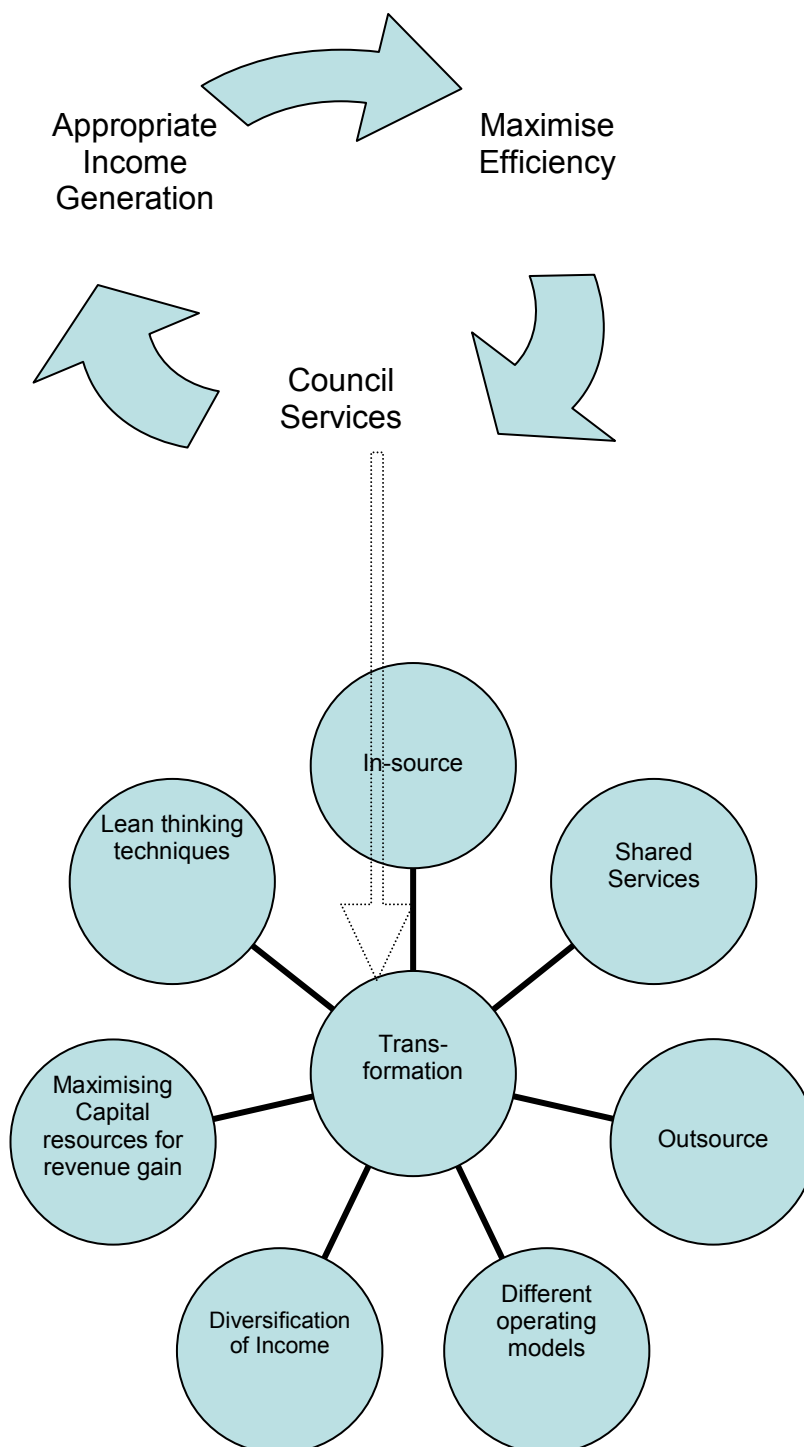 Appropriate
Income
Generation
Maximise
Efficiency
Council
Services
In-source
Lean thinking
techniques
Shared
Services
Trans-
formation
Maximising
Capital
resources for
revenue gain
Outsource
Diversification
of Income
Different
operating
models